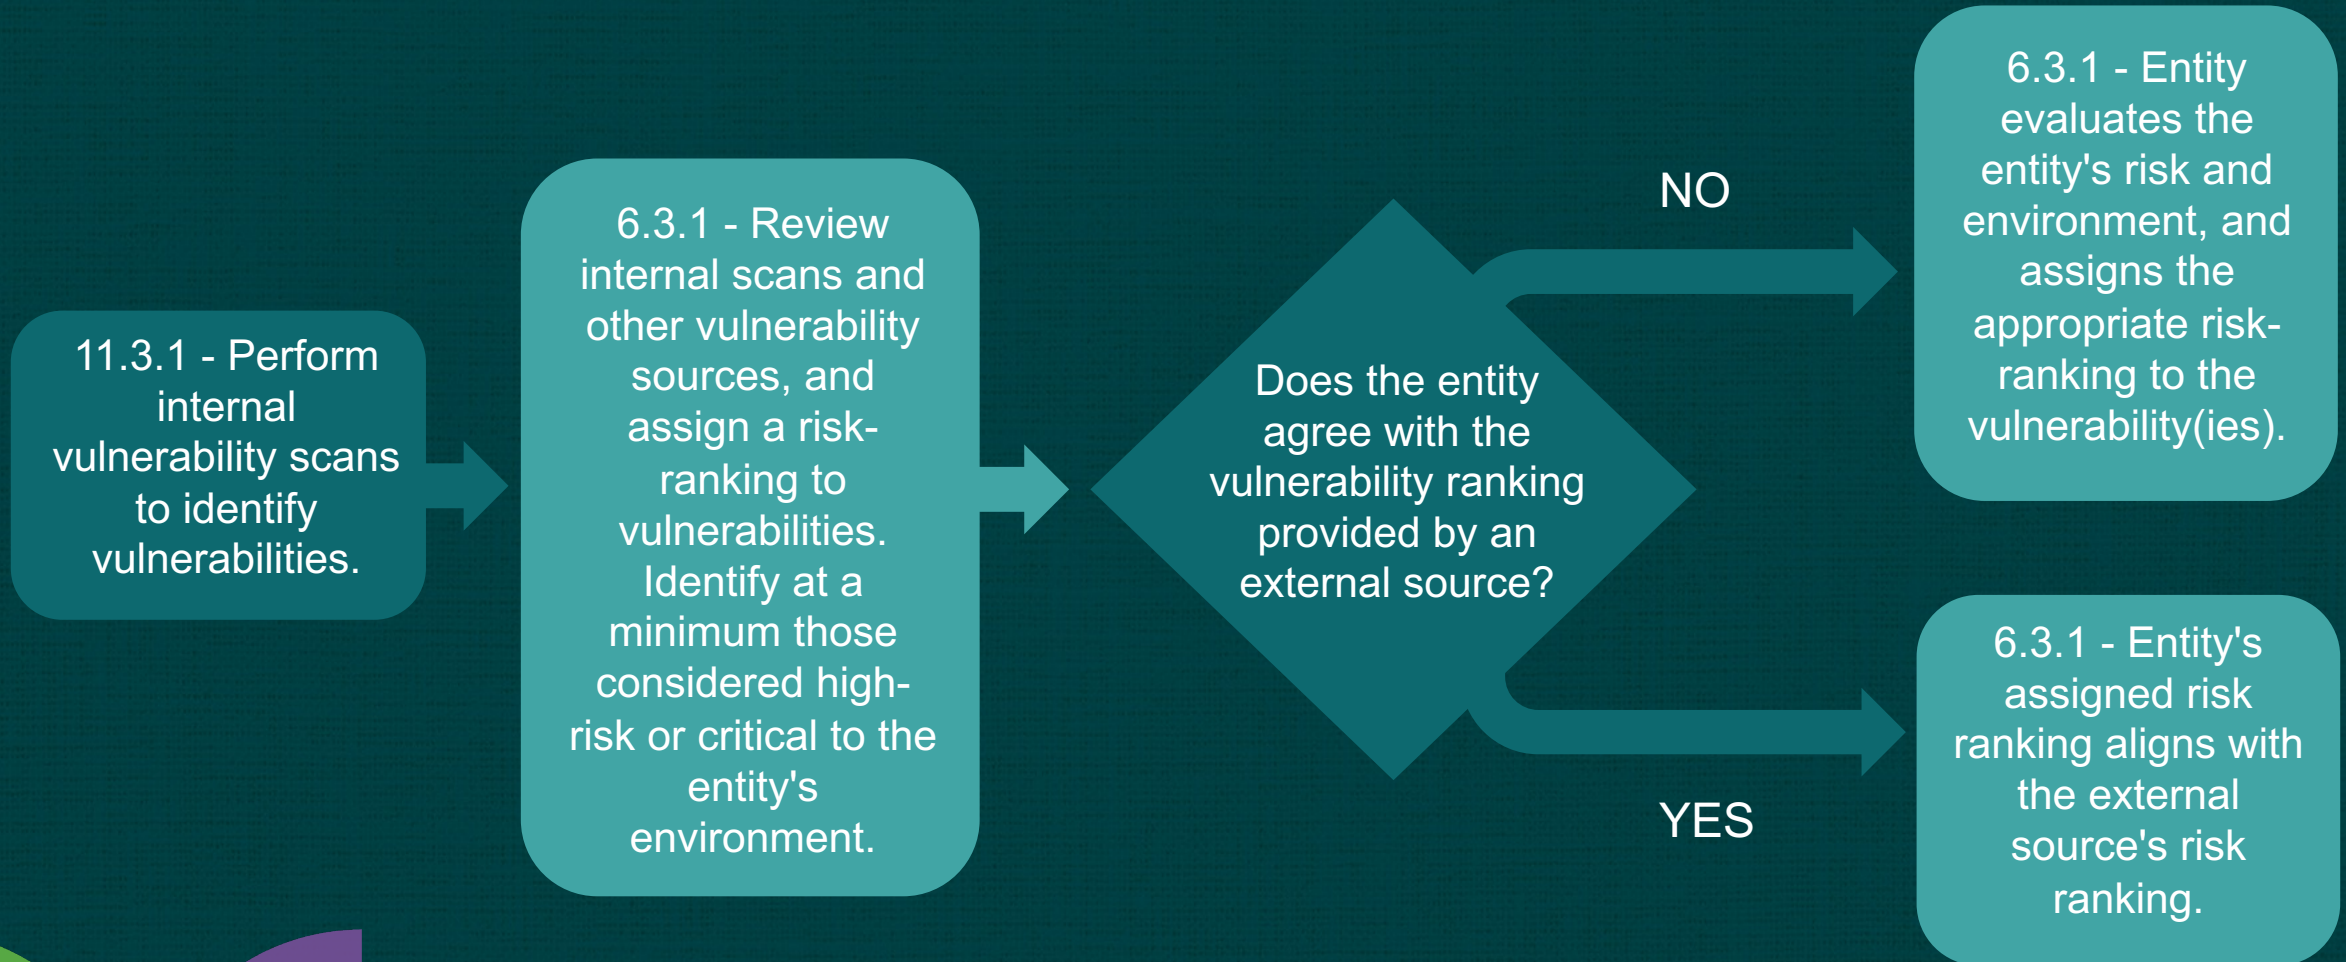 11.3.1 - Perform
internal
vulnerability scans
to identify
vulnerabilities.
6.3.1 - Review
internal scans and
other vulnerability
sources, and
assign a risk-
ranking to
vulnerabilities.
Identify at a
minimum those
considered high-
risk or critical to the
entity's
environment.
Does the entity
agree with the
vulnerability ranking
provided by an
external source?
NO
6.3.1 - Entity
evaluates the
entity's risk and
environment, and
assigns the
appropriate risk-
ranking to the
vulnerability(ies).
YES
6.3.1 - Entity's
assigned risk
ranking aligns with
the external
source's risk
ranking.